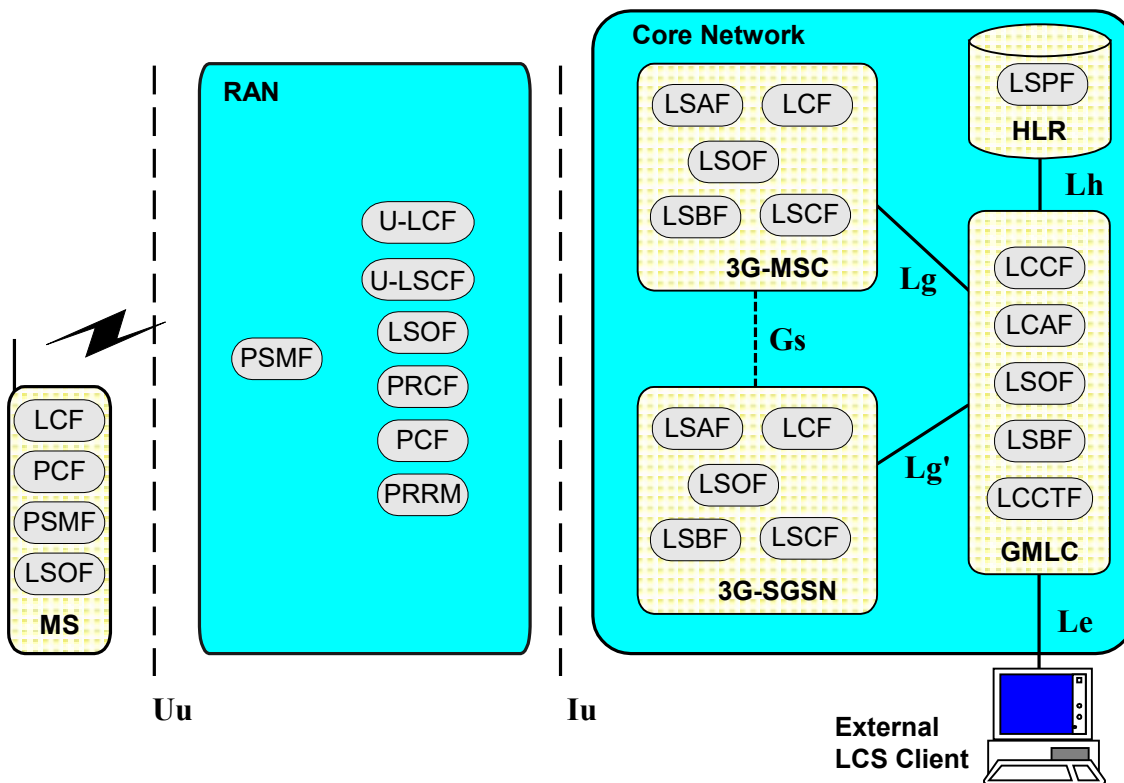 Core Network
RAN
LSPF
HLR
LSAF
LCF
LSOF
LSBF
LSCF
3G-MSC
Lh
Lg
Gs
U-LCF
U-LSCF
LSOF
PRCF
PCF
PRRM
PSMF
LCCF
LCAF
LSOF
LSBF
LCCTF
GMLC
LCF
PCF
PSMF
LSOF
MS
LSAF
LCF
LSOF
LSBF
LSCF
3G-SGSN
Lg'
Le
Uu
Iu
External
LCS Client